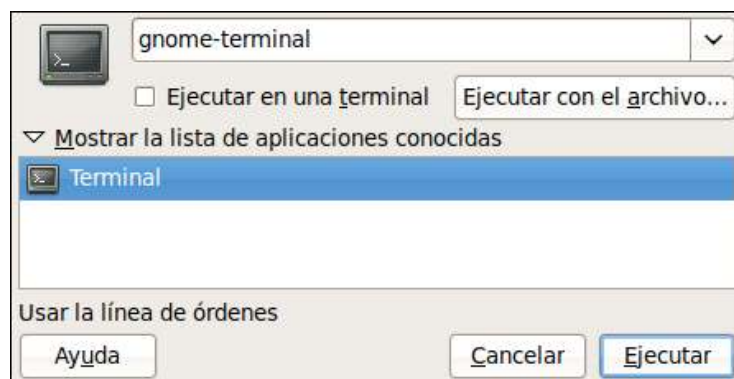 gnome-terminal
Ejecutar en una terminal
Ejecutar con el archivo...
Mostrar la lista de aplicaciones conocidas
Terminal
Usar la línea de órdenes
Ayuda
Cancelar
Ejecutar